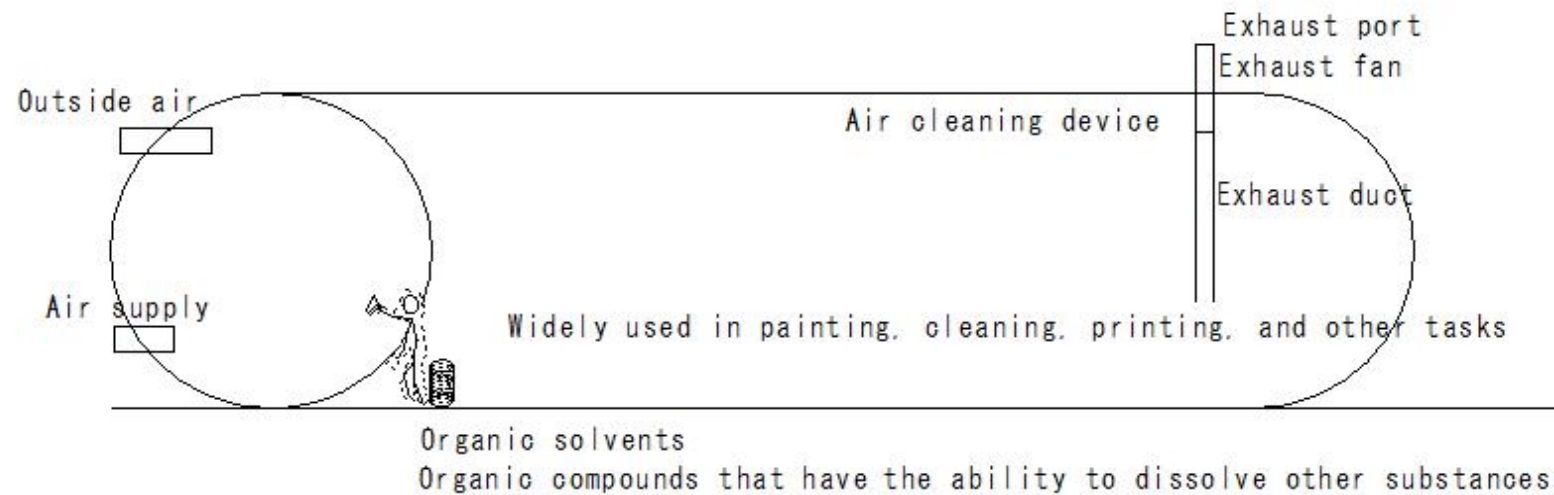 Exhaust port
Exhaust fan
Outside air
Air cleaning device
Exhaust duct
Air supply
Widely used in painting, cleaning, printing, and other tasks
Organic solvents
Organic compounds that have the ability to dissolve other substances